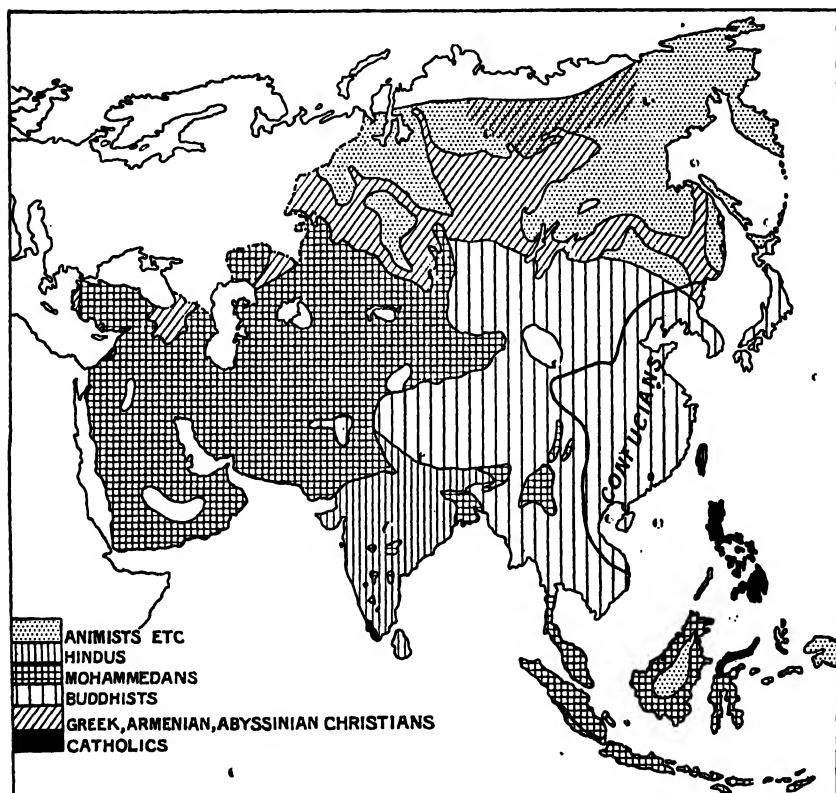 CONFUCIANS
ANIMISTS ETC
HINDUS
MOHAMMEDANS
BUDDHISTS
GREEK, ARMENIAN, ABYSSINIAN CHRISTIANS
CATHOLICS